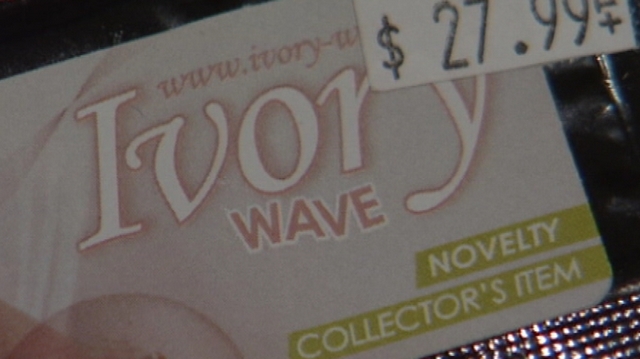 $ 27.99
www.ivory-w
Ivory
WAVE
NOVELTY
COLLECTOR'S ITEM